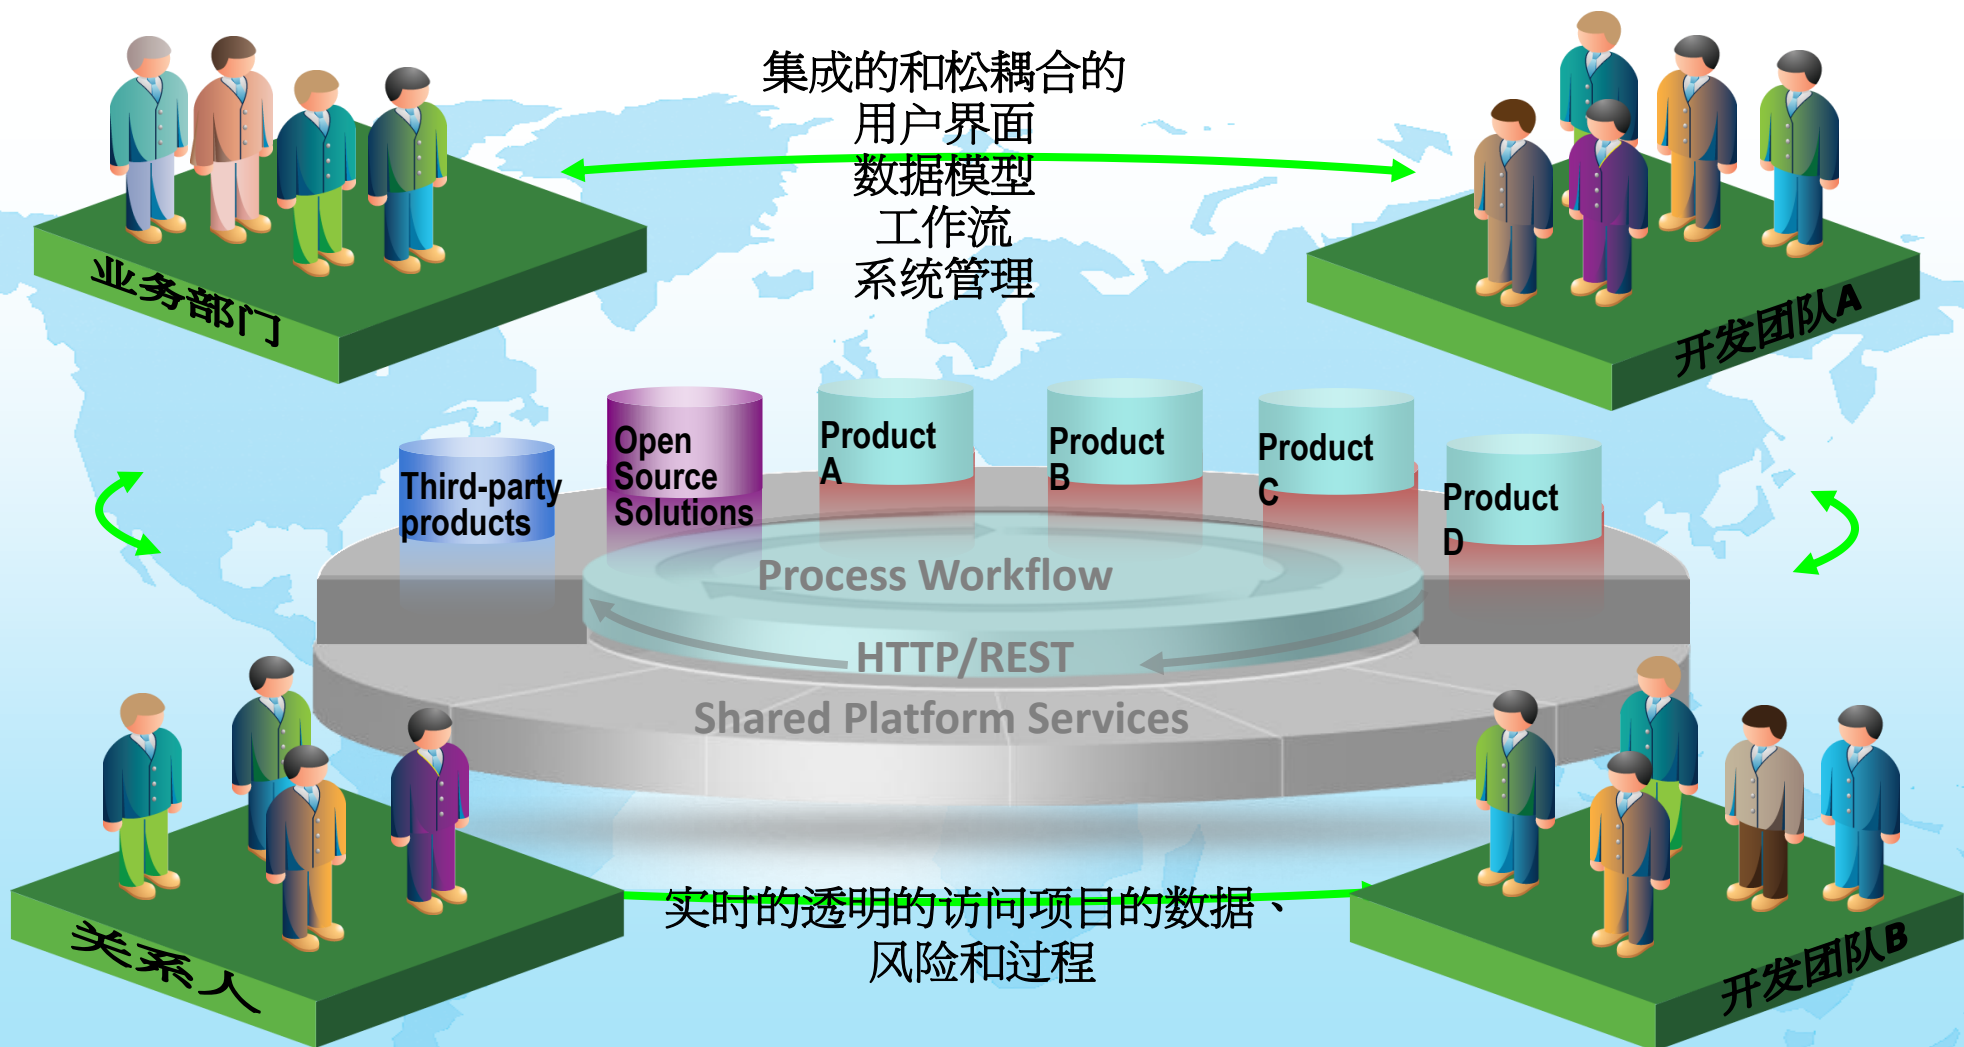 集成的和松耦合的
用户界面
数据模型
工作流
系统管理
业务部门
开发团队A
Third-party
products
Open
Source
Solutions
Product
A
Product
B
Product
C
Product
D
Process Workflow
HTTP/REST
Shared Platform Services
实时的透明的访问项目的数据、
风险和过程
关系人
开发团队B